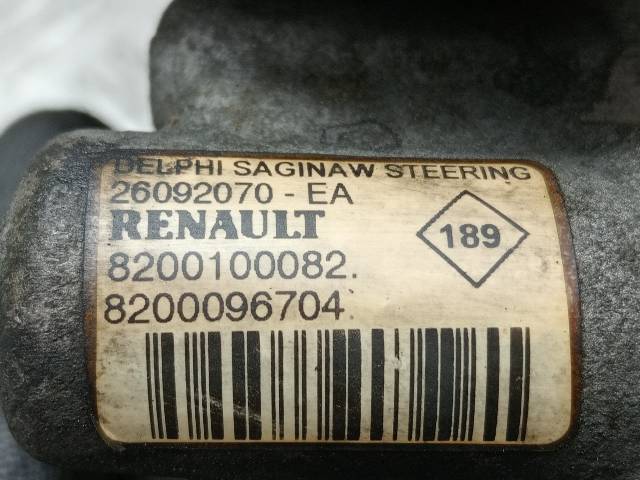 DELPHI SAGINAW STEERING
26092070 - EA
RENAULT
189
8200100082.
8200096704.